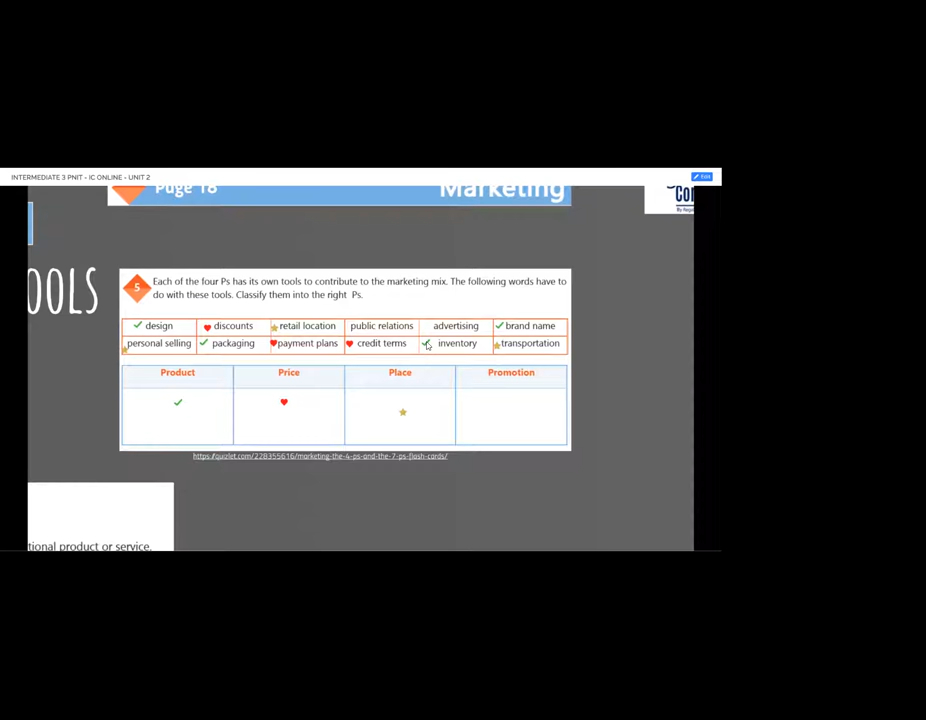 INTERMEDIATE 3 PNIT - IC ONLINE - UNIT 2
Edit
Page 18
Marketing
Con
OOLS
5
Each of the four Ps has its own tools to contribute to the marketing mix. The following words have to
do with these tools. Classify them into the right Ps.
design discounts retail location public relations advertising brand name
personal selling packaging payment plans credit terms inventory transportation
Product Price Place Promotion
https://quizlet.com/228355616/marketing-the-4-ps-and-the-7-ps-flash-cards/
tional product or service.